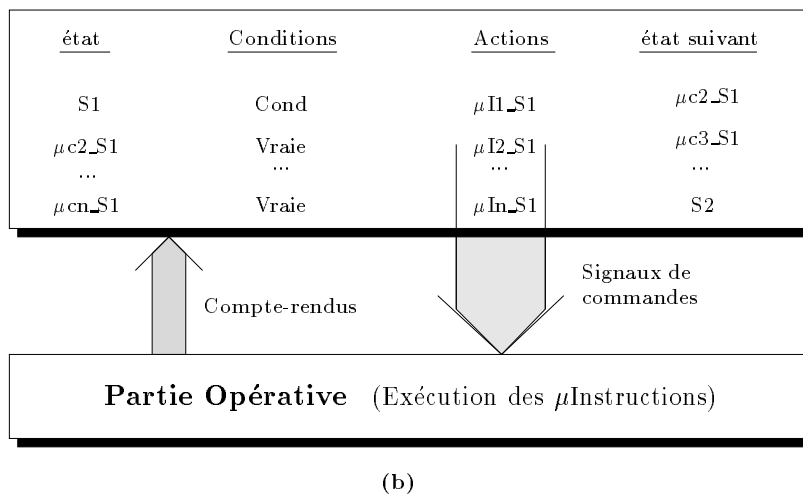 état Conditions Actions état suivant
S1 Cond μI1_S1 μc2_S1
μc2_S1 Vraie μI2_S1 μc3_S1
... ... ... ...
μcn_S1 Vraie μIn_S1 S2
Compte-rendus
Signaux de
commandes
Partie Opérative (Exécution des μInstructions)
(b)